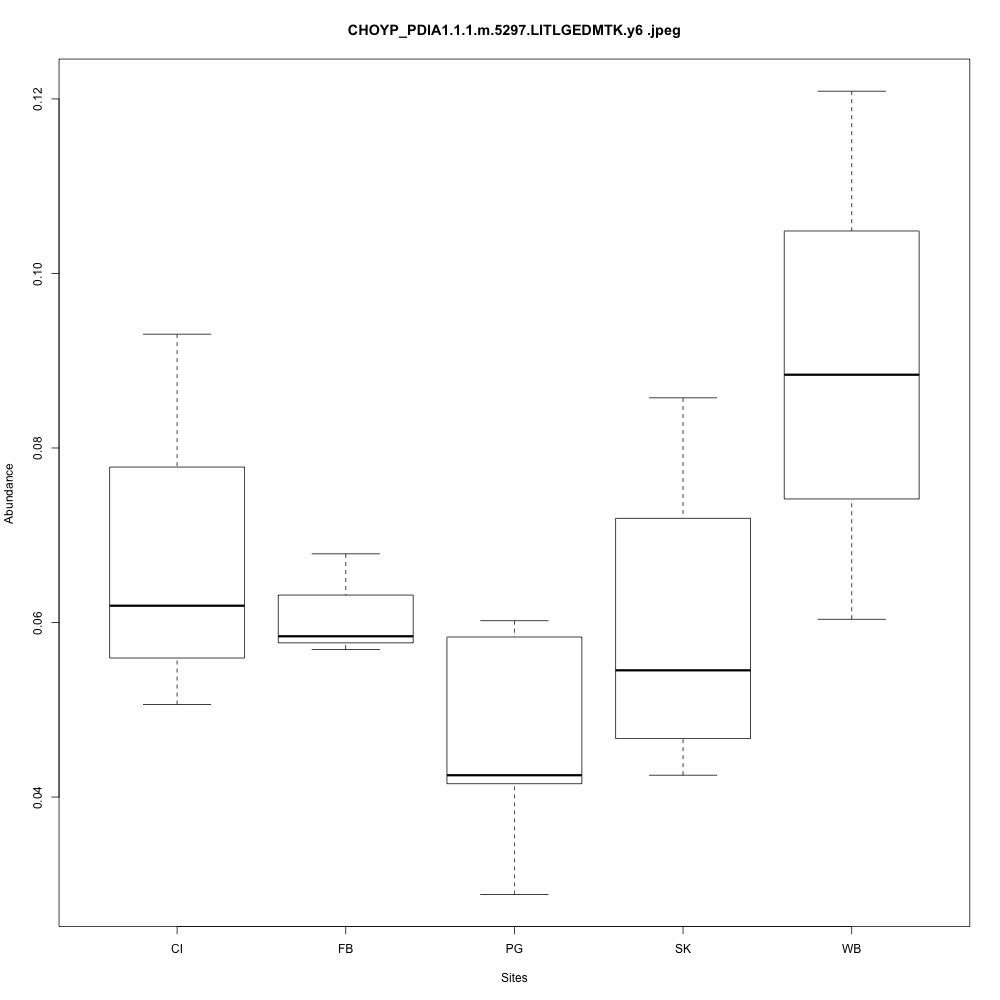 CHOYP_PDIA1.1.1.m.5297.LITLGEDMTK.y6 .jpeg
0.12
0.10
0.08
0.06
0.04
Abundance
CI FB PG SK WB
Sites